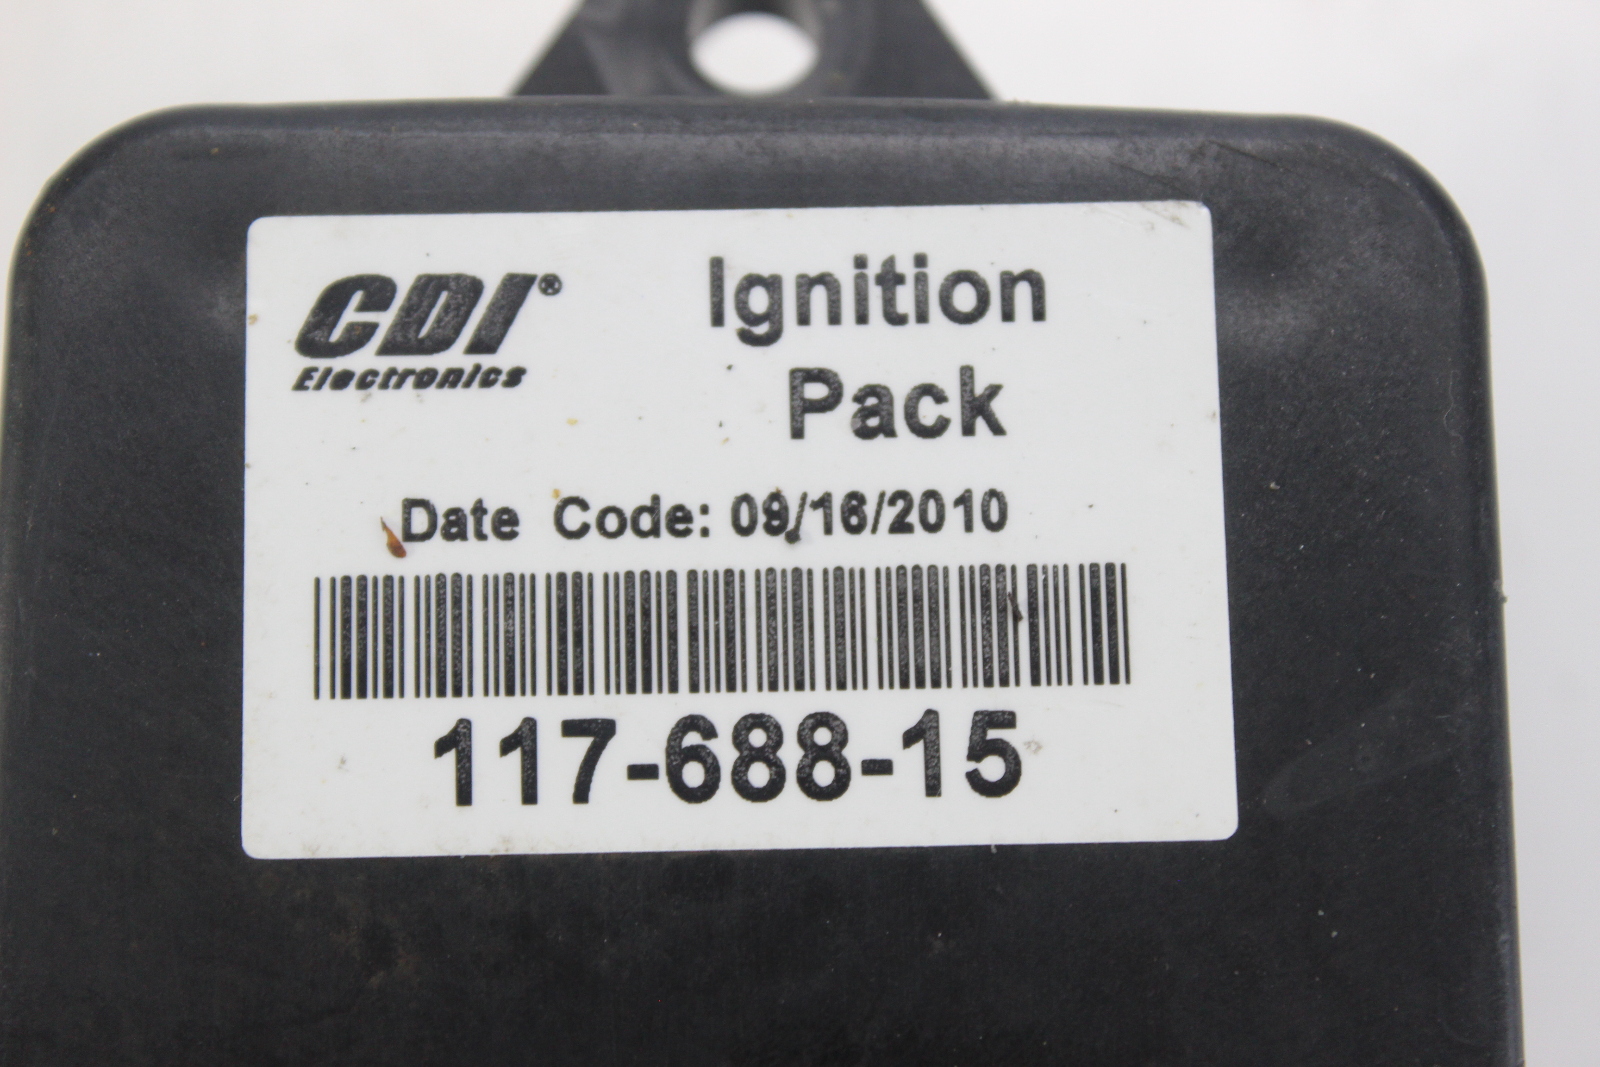 CDI®
Electronics
Ignition
Pack
Date Code: 09/16/2010
117-688-15